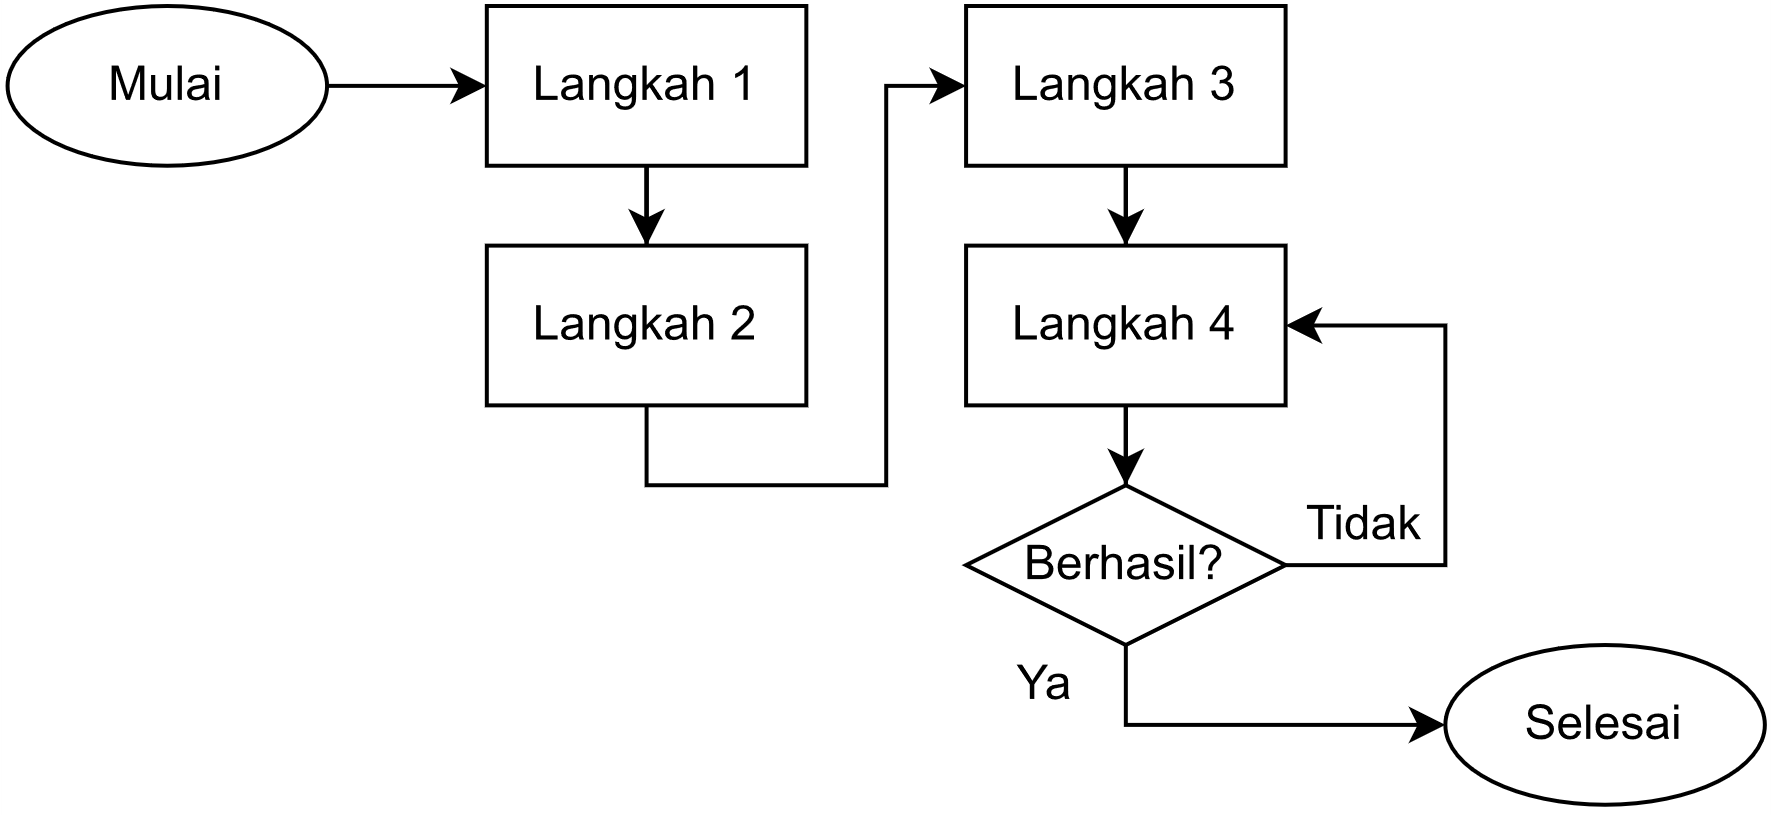 Mulai
Langkah 1
Langkah 2
Langkah 3
Langkah 4
Berhasil?
Tidak
Ya
Selesai